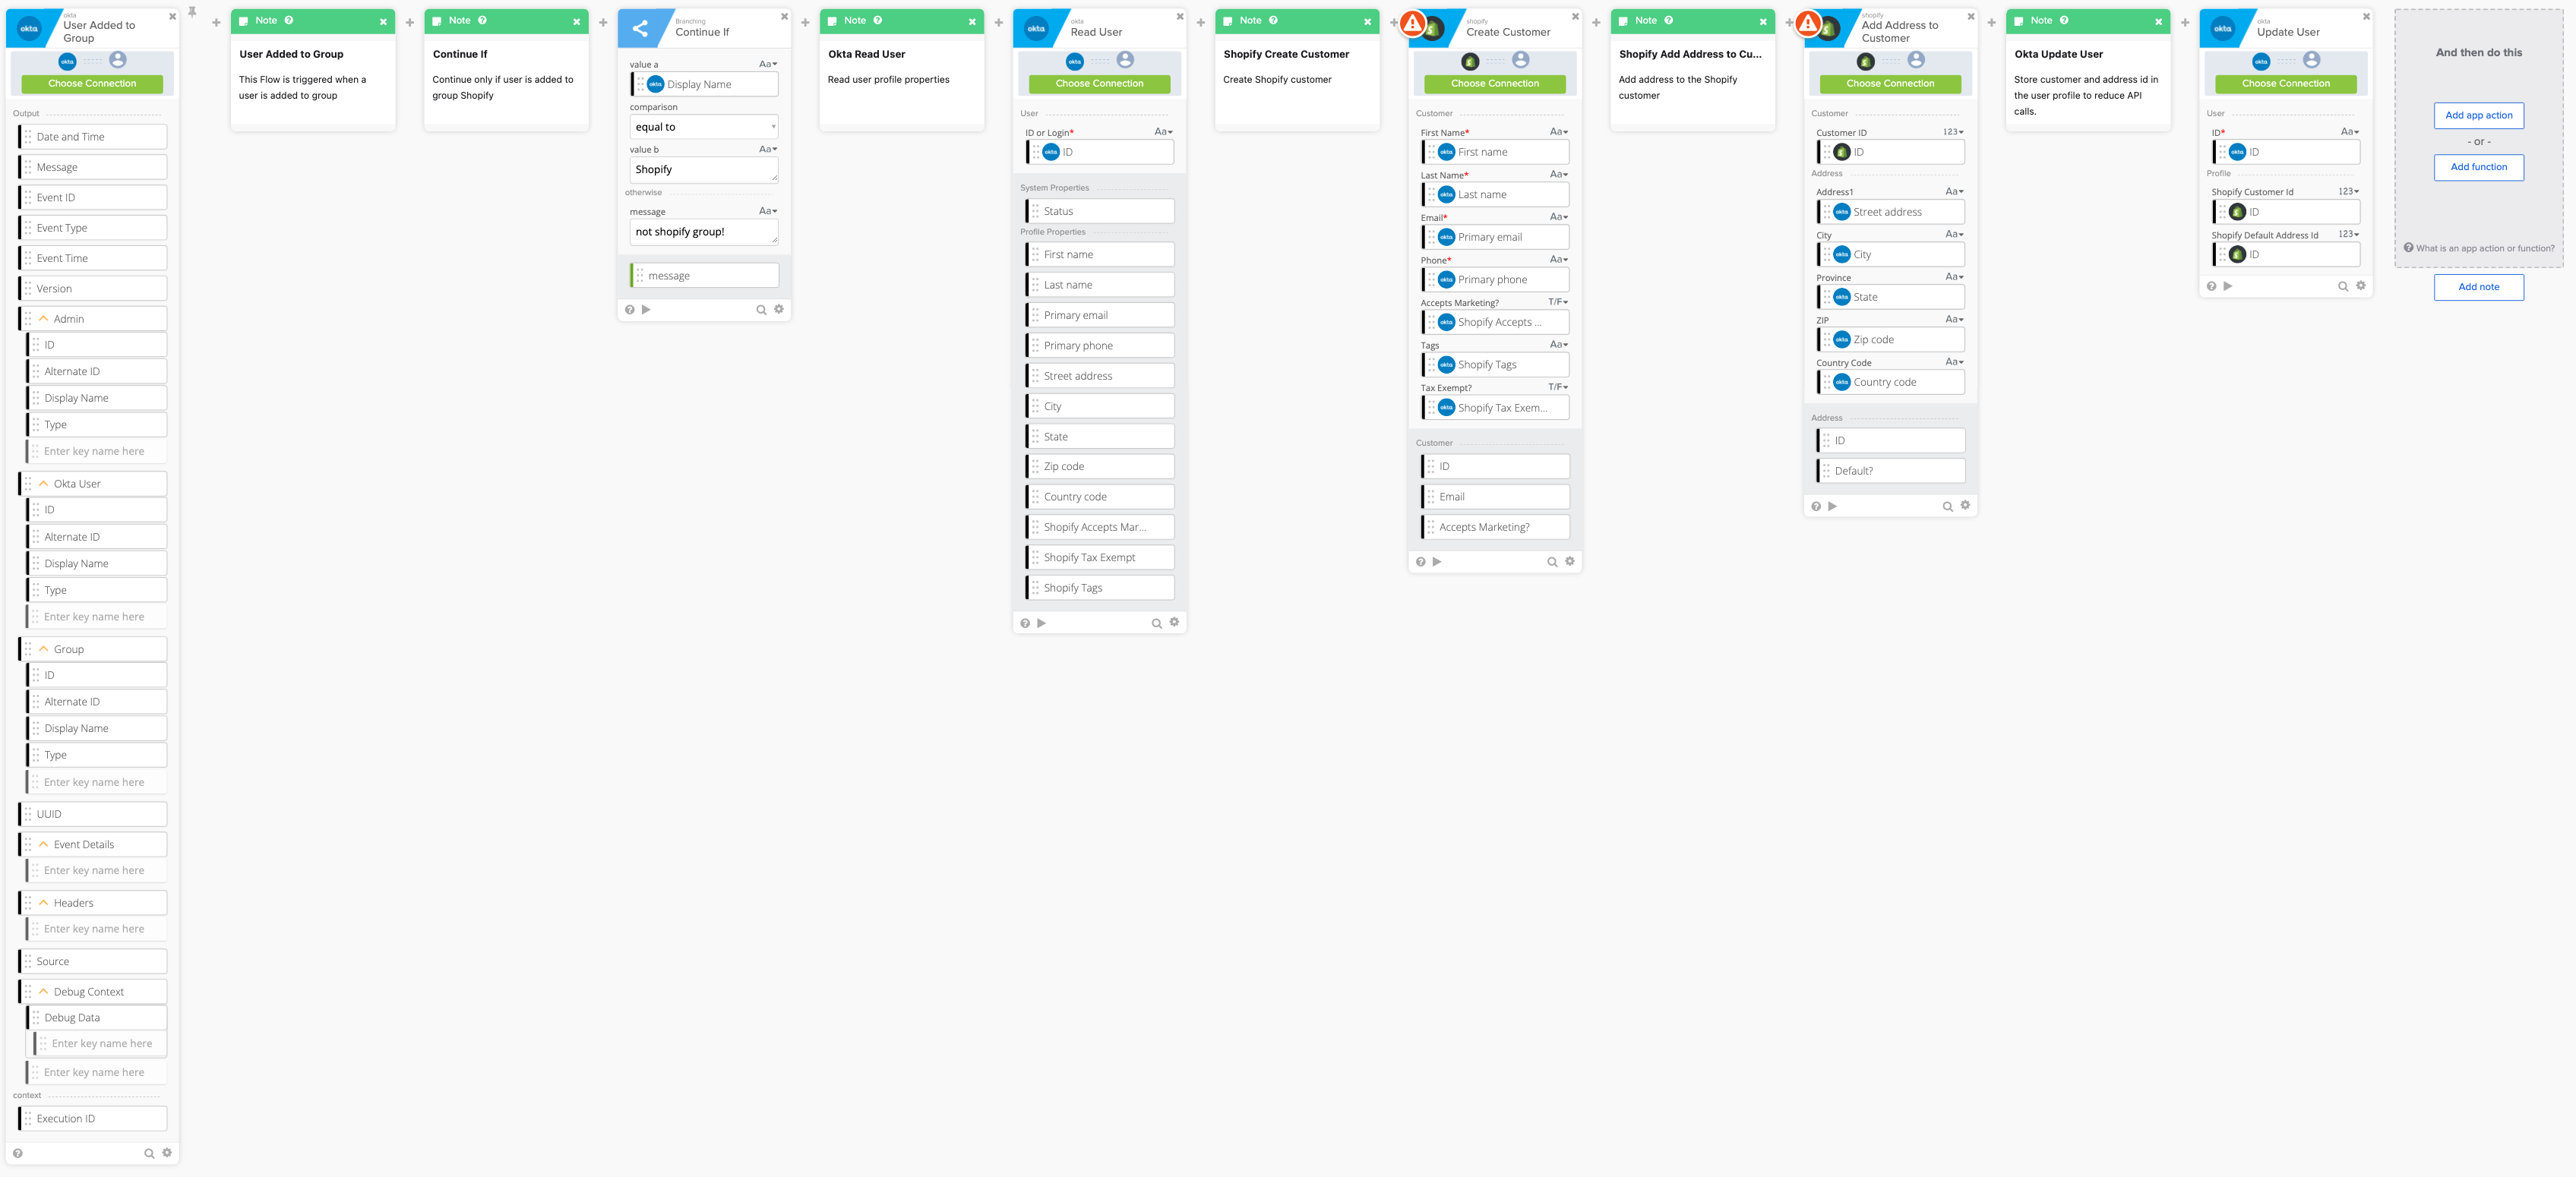 okta
okta
User Added to
Group
okta
Choose Connection
Output
Date and Time
Message
Event ID
Event Type
Event Time
Version
Admin
ID
Alternate ID
Display Name
Type
Enter key name here
Okta User
ID
Alternate ID
Display Name
Type
Enter key name here
Group
ID
Alternate ID
Display Name
Type
Enter key name here
UUID
Event Details
Enter key name here
Headers
Enter key name here
Source
Debug Context
Debug Data
Enter key name here
Enter key name here
context
Execution ID
Note
User Added to Group
This Flow is triggered when a
user is added to group
Note
Continue If
Continue only if user is added to
group Shopify
Branching
Continue If
value a Aa
okta Display Name
comparison
equal to
value b Aa
Shopify
otherwise
message Aa
not shopify group!
message
Note
Okta Read User
Read user profile properties
okta
okta
Read User
okta
Choose Connection
User
ID or Login* Aa
okta ID
System Properties
Status
Profile Properties
First name
Last name
Primary email
Primary phone
Street address
City
State
Zip code
Country code
Shopify Accepts Mar...
Shopify Tax Exempt
Shopify Tags
Note
Shopify Create Customer
Create Shopify customer
shopify
Create Customer
Choose Connection
Customer
First Name* Aa
okta First name
Last Name* Aa
okta Last name
Email* Aa
okta Primary email
Phone* Aa
okta Primary phone
Accepts Marketing? T/F
okta Shopify Accepts ...
Tags Aa
okta Shopify Tags
Tax Exempt? T/F
okta Shopify Tax Exem...
Customer
ID
Email
Accepts Marketing?
Note
Shopify Add Address to Cu...
Add address to the Shopify
customer
shopify
Add Address to
Customer
Choose Connection
Customer
Customer ID 123
ID
Address
Address1 Aa
okta Street address
City Aa
okta City
Province Aa
okta State
ZIP Aa
okta Zip code
Country Code Aa
okta Country code
Address
ID
Default?
Note
Okta Update User
Store customer and address id in
the user profile to reduce API
calls.
okta
okta
Update User
okta
Choose Connection
User
ID* Aa
okta ID
Profile
Shopify Customer Id 123
ID
Shopify Default Address Id 123
ID
And then do this
Add app action
- or -
Add function
What is an app action or function?
Add note